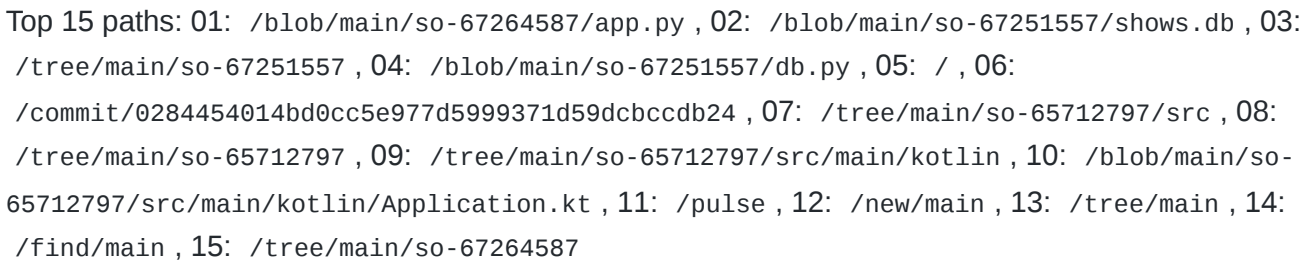 Top 15 paths: 01: /blob/main/so-67264587/app.py , 02: /blob/main/so-67251557/shows.db , 03:
/tree/main/so-67251557 , 04: /blob/main/so-67251557/db.py , 05: / , 06:
/commit/0284454014bd0cc5e977d5999371d59dcbccdb24 , 07: /tree/main/so-65712797/src , 08:
/tree/main/so-65712797 , 09: /tree/main/so-65712797/src/main/kotlin , 10: /blob/main/so-
65712797/src/main/kotlin/Application.kt , 11: /pulse , 12: /new/main , 13: /tree/main , 14:
/find/main , 15: /tree/main/so-67264587